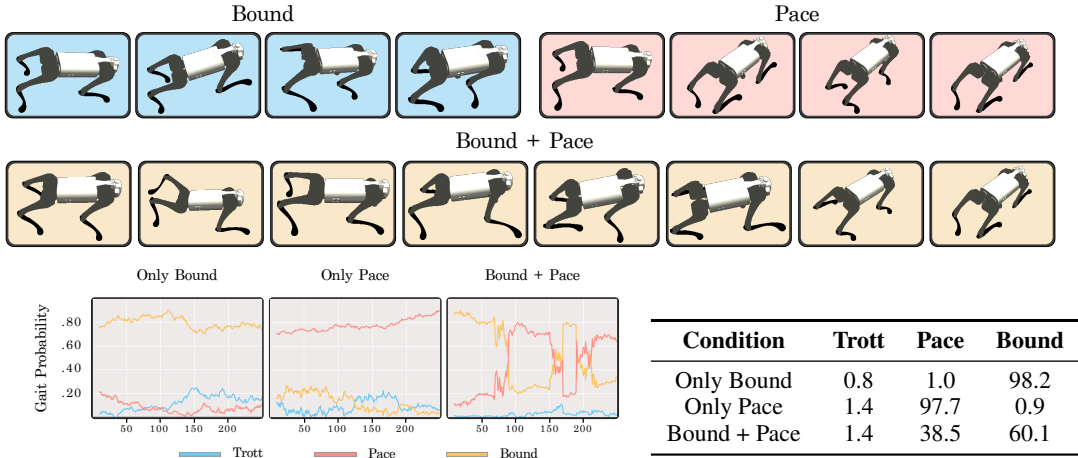 Bound Pace
Bound + Pace
Only Bound Only Pace Bound + Pace
Gait Probability
.80
.60
.40
.20
50 100 150 200 50 100 150 200 50 100 150 200
Trott Pace Bound
Condition Trott Pace Bound
Only Bound 0.8 1.0 98.2
Only Pace 1.4 97.7 0.9
Bound + Pace 1.4 38.5 60.1